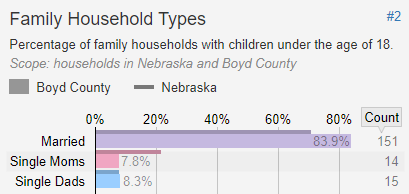 Family Household Types #2
Percentage of family households with children under the age of 18.
Scope: households in Nebraska and Boyd County
Boyd County Nebraska
0% 20% 40% 60% 80% Count
Married 83.9% 151
Single Moms 7.8% 14
Single Dads 8.3% 15